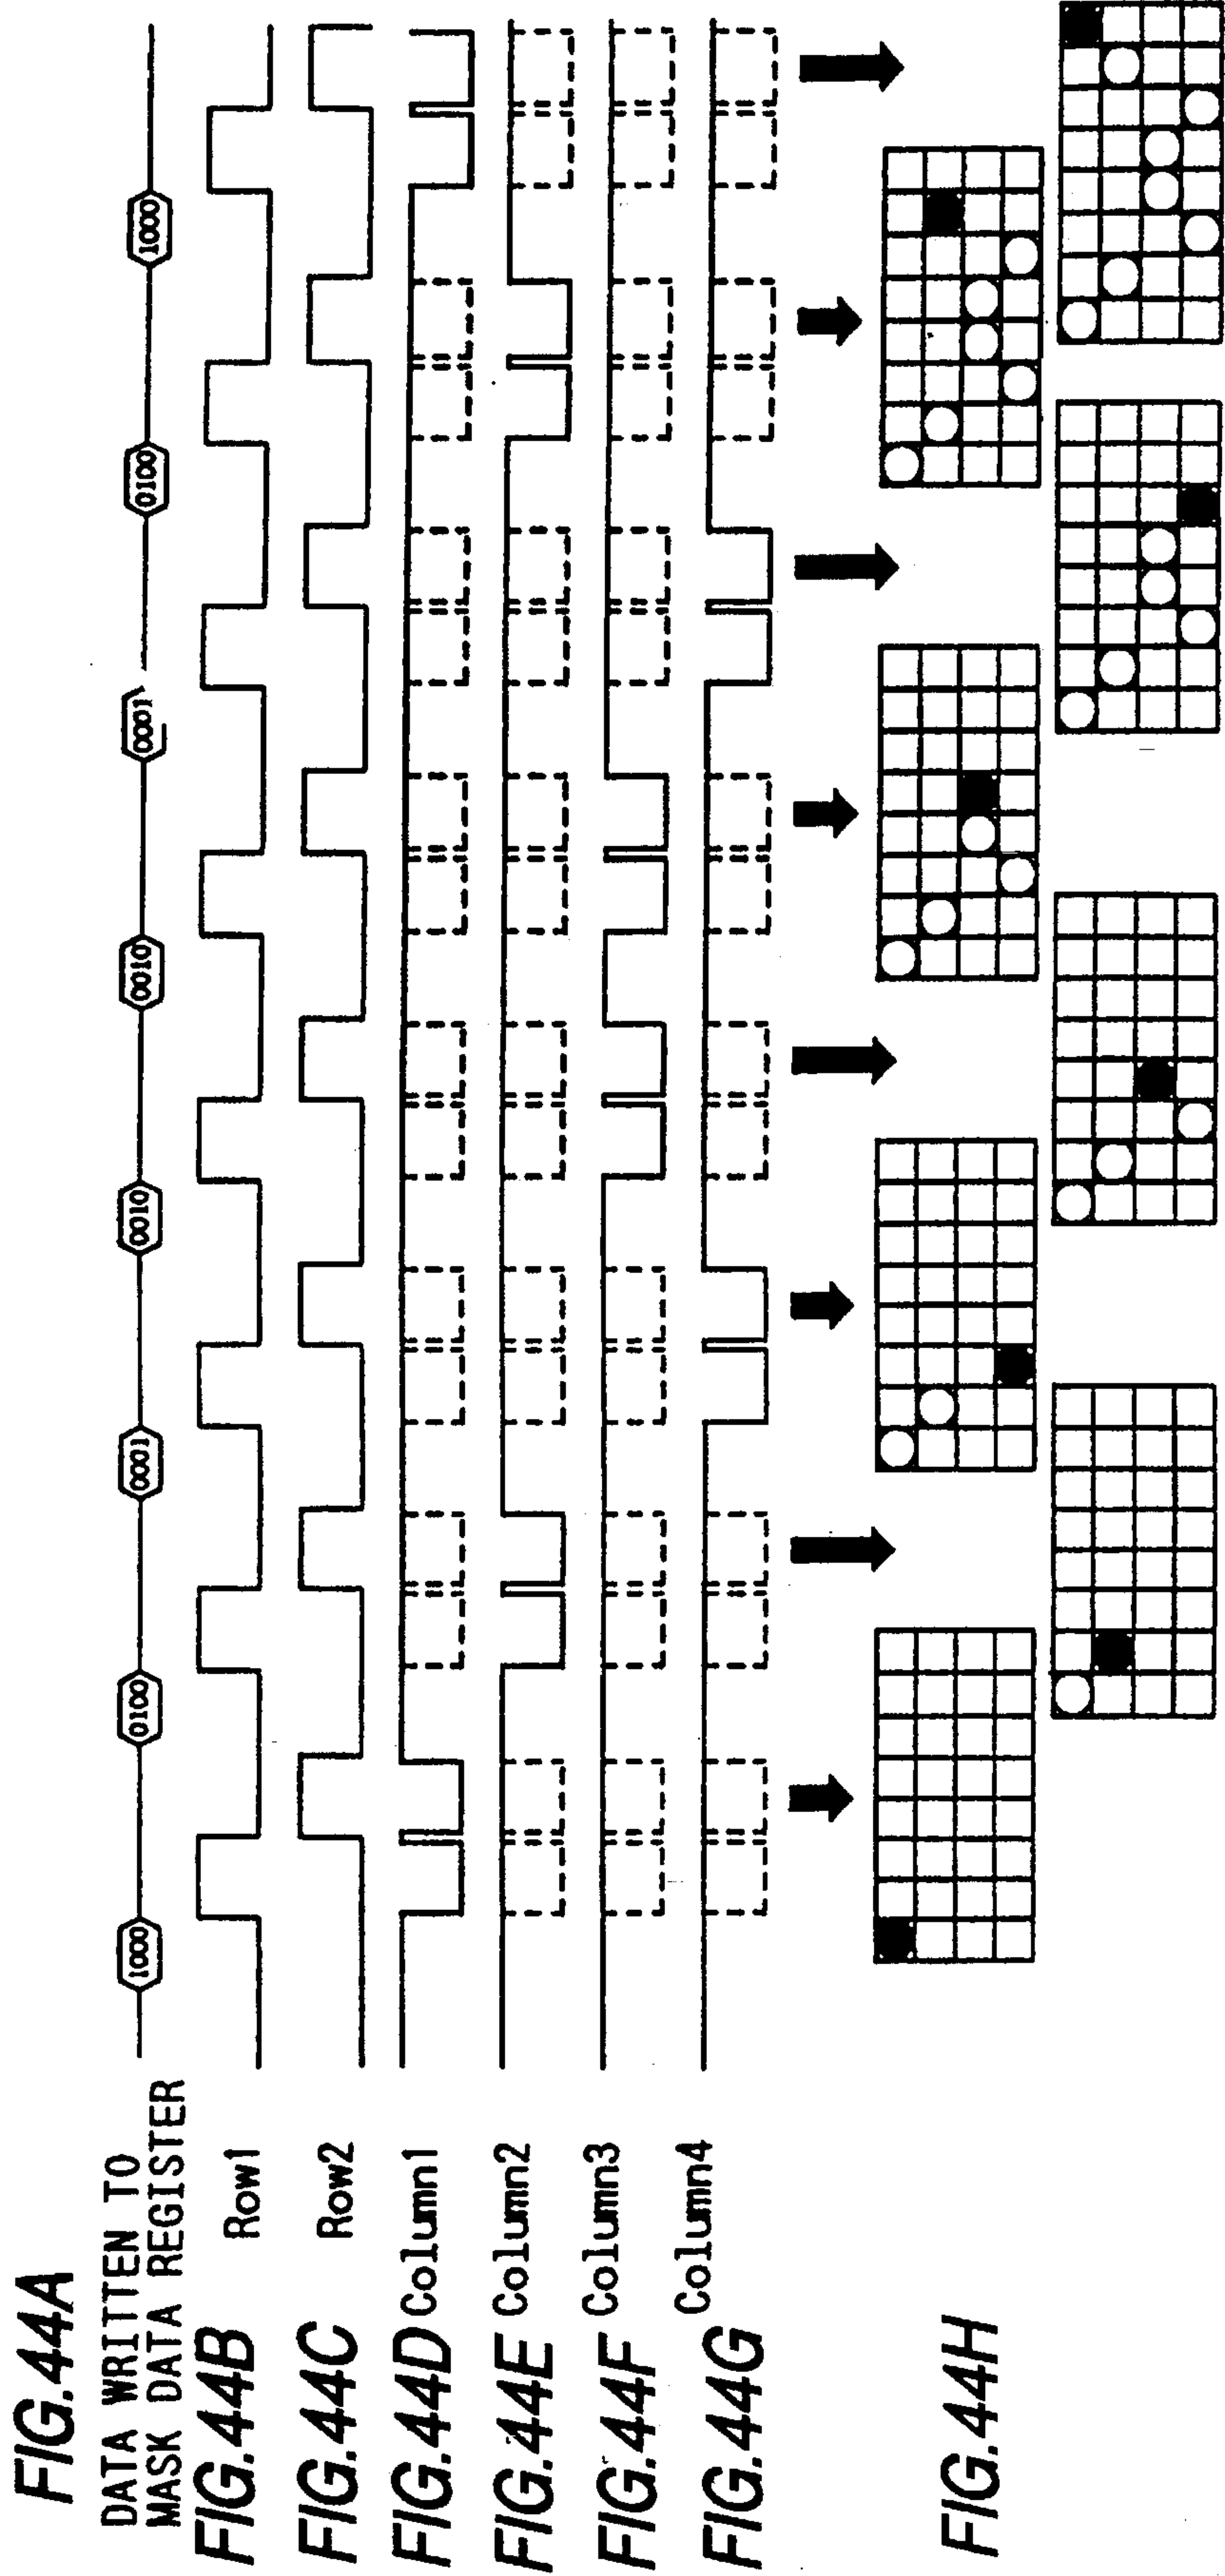 FIG.44A
DATA WRITTEN TO
MASK DATA REGISTER
1000 0100 0001 0010 0010 0001 0100 1000
FIG.44B Row1
FIG.44C Row2
FIG.44D Column1
FIG.44E Column2
FIG.44F Column3
FIG.44G Column4
FIG.44H